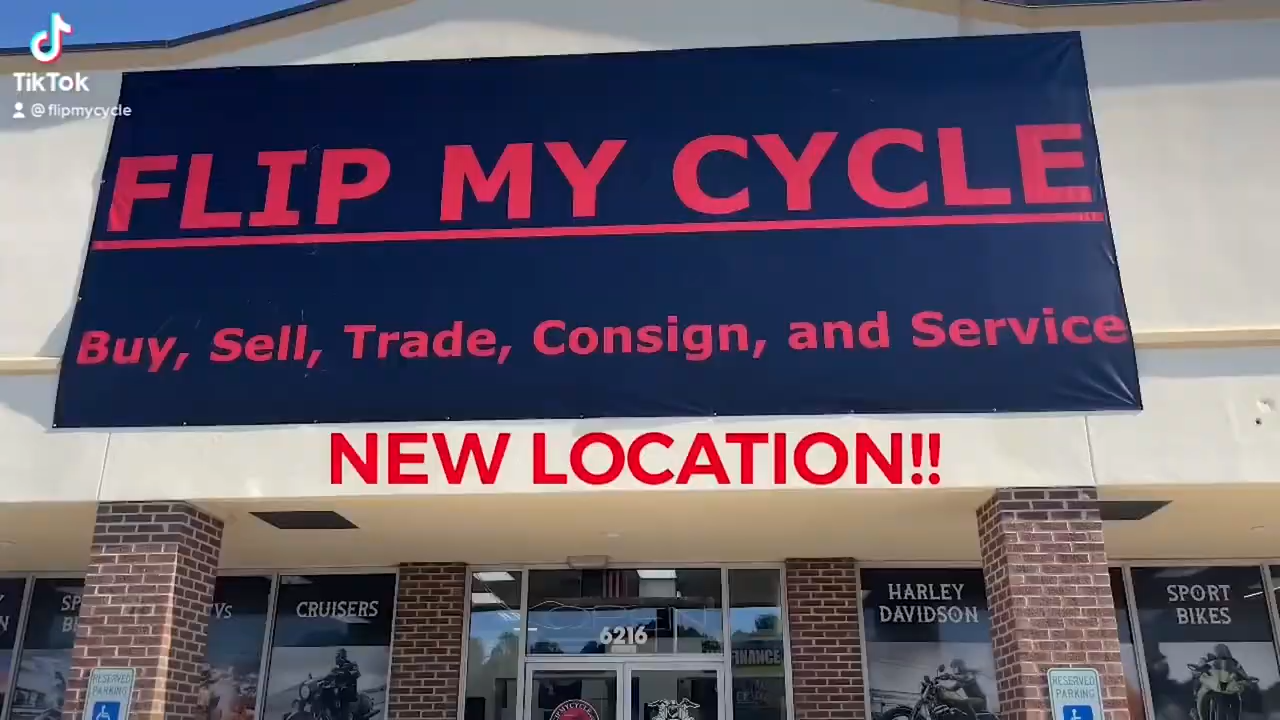 TikTok
@flipmycycle
FLIP MY CYCLE
Buy, Sell, Trade, Consign, and Service
NEW LOCATION!!
CRUISERS
OPEN
6216
FINANCE
HARLEY
DAVIDSON
SPORT
BIKES
RESERVED
PARKING
RESERVED
PARKING